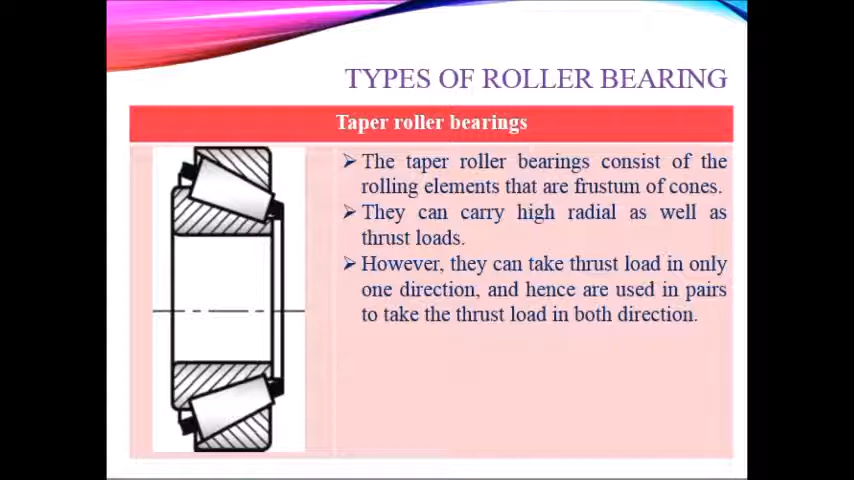 TYPES OF ROLLER BEARING
Taper roller bearings
➢ The taper roller bearings consist of the
rolling elements that are frustum of cones.
➢ They can carry high radial as well as
thrust loads.
➢ However, they can take thrust load in only
one direction, and hence are used in pairs
to take the thrust load in both direction.